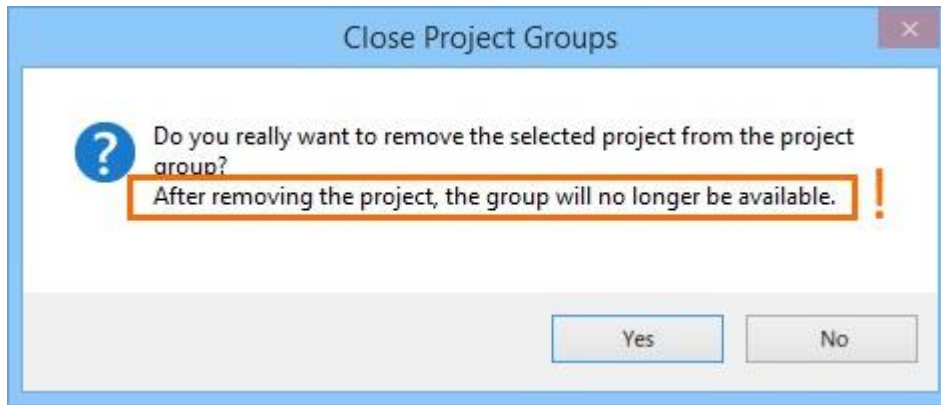 Close Project Groups
Do you really want to remove the selected project from the project
group?
After removing the project, the group will no longer be available.
!
Yes
No